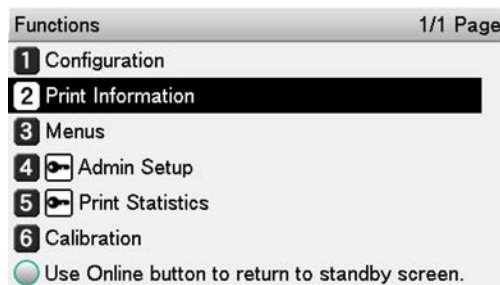 Functions 1/1 Page
1 Configuration
2 Print Information
3 Menus
4 Admin Setup
5 Print Statistics
6 Calibration
Use Online button to return to standby screen.